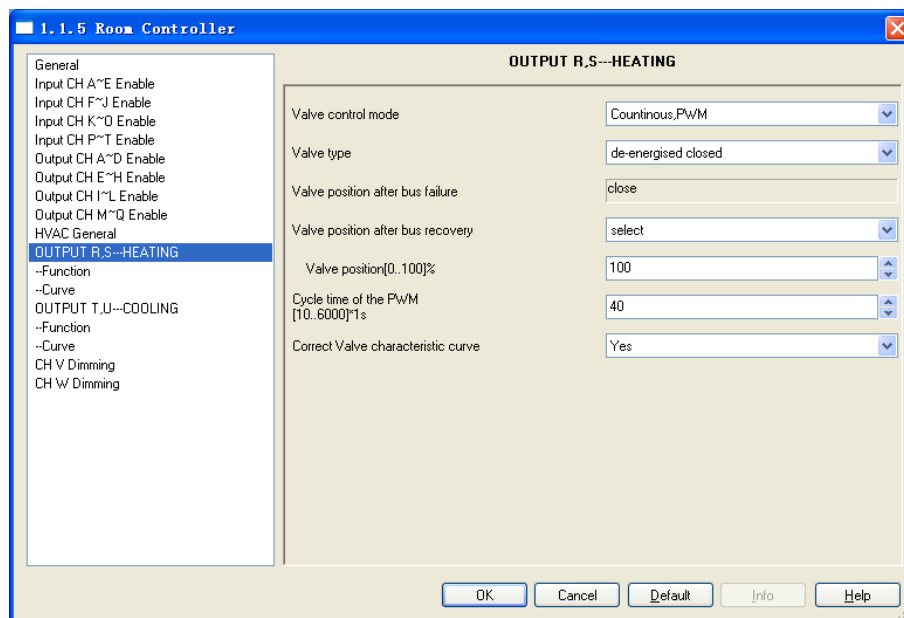 1.1.5 Room Controller
General
Input CH A~E Enable
Input CH F~J Enable
Input CH K~O Enable
Input CH P~T Enable
Output CH A~D Enable
Output CH E~H Enable
Output CH I~L Enable
Output CH M~Q Enable
HVAC General
OUTPUT R,S---HEATING
--Function
--Curve
OUTPUT T,U---COOLING
--Function
--Curve
CH V Dimming
CH W Dimming
OUTPUT R,S---HEATING
Valve control mode Countinous,PWM
Valve type de-energised closed
Valve position after bus failure close
Valve position after bus recovery select
Valve position[0..100]% 100
Cycle time of the PWM
[10..6000]*1s 40
Correct Valve characteristic curve Yes
OK Cancel Default Info Help